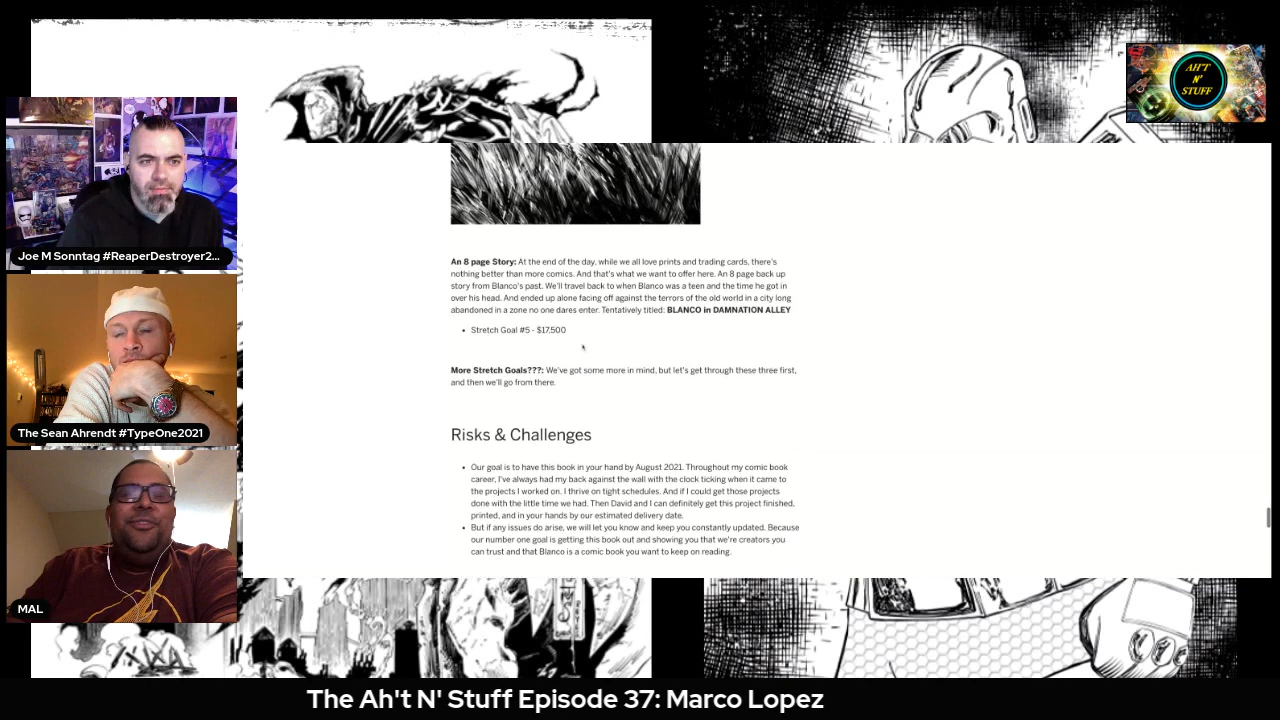 AH'T
N'
STUFF
Joe M Sonntag #ReaperDestroyer2...
The Sean Ahrendt #TypeOne2021
MAL
An 8 page Story: At the end of the day, while we all love prints and trading cards, there's
nothing better than more comics. And that's what we want to offer here. An 8 page back up
story from Blanco's past. We'll travel back to when Blanco was a teen and the time he got in
over his head. And ended up alone facing off against the terrors of the old world in a city long
abandoned in a zone no one dares enter. Tentatively titled: BLANCO in DAMNATION ALLEY
• Stretch Goal #5 - $17,500
More Stretch Goals???: We've got some more in mind, but let's get through these three first,
and then we'll go from there.
Risks & Challenges
• Our goal is to have this book in your hand by August 2021. Throughout my comic book
career, I've always had my back against the wall with the clock ticking when it came to
the projects I worked on. I thrive on tight schedules. And if I could get those projects
done with the little time we had. Then David and I can definitely get this project finished,
printed, and in your hands by our estimated delivery date.
• But if any issues do arise, we will let you know and keep you constantly updated. Because
our number one goal is getting this book out and showing you that we're creators you
can trust and that Blanco is a comic book you want to keep on reading.
The Ah't N' Stuff Episode 37: Marco Lopez